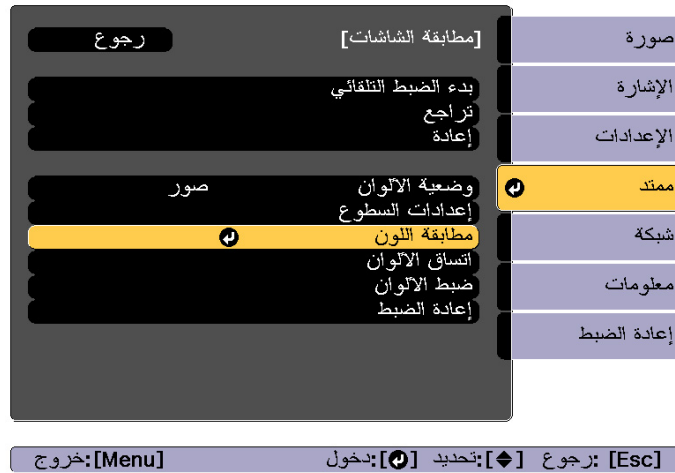 صورة
الإشارة
الإعدادات
ممتد
شبكة
معلومات
إعادة الضبط
[مطابقة الشاشات] رجوع
بدء الضبط التلقائي
تراجع
إعادة
وضعية الألوان صور
إعدادات السطوع
مطابقة اللون
اتساق الألوان
ضبط الألوان
إعادة الضبط
[Esc] :رجوع [◆]:تحديد [↵]:دخول [Menu]:خروج